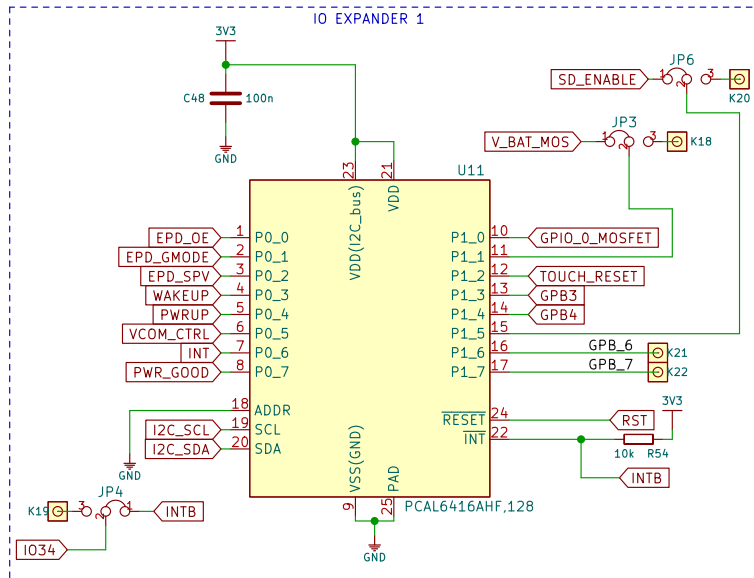 IO EXPANDER 1
3V3
C48 100n
GND
SD_ENABLE 1 2 3 JP6 K20
V_BAT_MOS 1 2 3 JP3 K18
U11
23 21
VDD(I2C_bus) VDD
EPD_OE 1 P0_0 P1_0 10 GPIO_0_MOSFET
EPD_GMODE 2 P0_1 P1_1 11
EPD_SPV 3 P0_2 P1_2 12 TOUCH_RESET
WAKEUP 4 P0_3 P1_3 13 GPB3
PWRUP 5 P0_4 P1_4 14 GPB4
VCOM_CTRL 6 P0_5 P1_5 15
INT 7 P0_6 P1_6 16 GPB_6 K21
PWR_GOOD 8 P0_7 P1_7 17 GPB_7 K22
18 ADDR RESET 24 RST
3V3
I2C_SCL 19 SCL INT 22 10k R54
I2C_SDA 20 SDA
GND
INTB
VSS(GND) PAD
9 25
PCAL6416AHF,128
GND
JP4
K19 3 2 1 INTB
IO34